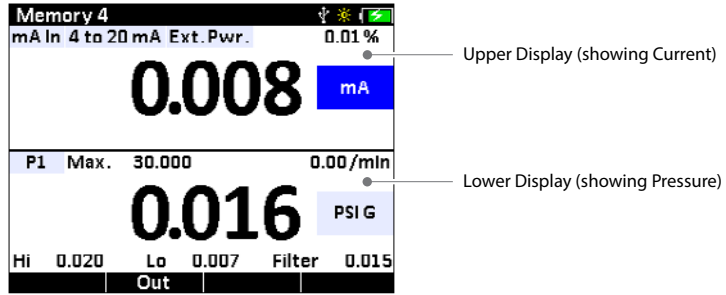 Memory 4
mA In 4 to 20 mA Ext. Pwr. 0.01 %
0.008 mA
Upper Display (showing Current)
P1 Max. 30.000 0.00/min
0.016 PSI G
Lower Display (showing Pressure)
Hi 0.020 Lo 0.007 Filter 0.015
Out